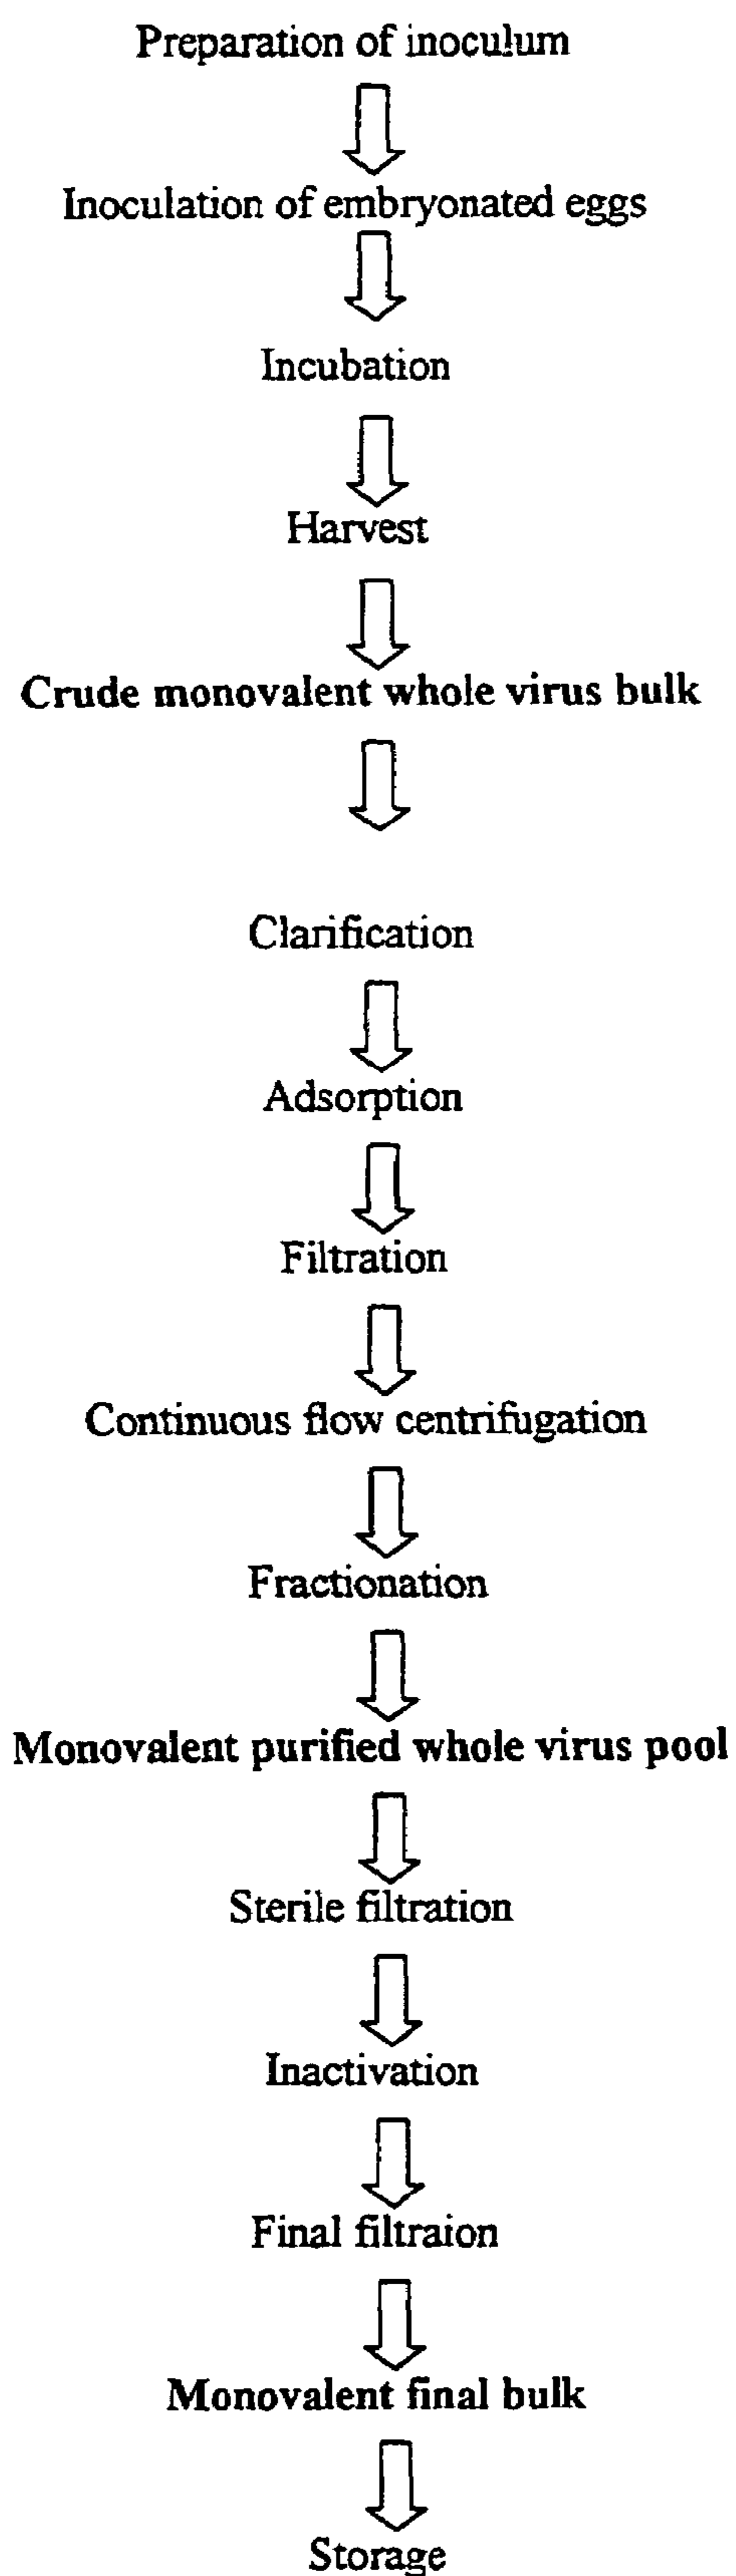 Preparation of inoculum
Inoculation of embryonated eggs
Incubation
Harvest
Crude monovalent whole virus bulk
Clarification
Adsorption
Filtration
Continuous flow centrifugation
Fractionation
Monovalent purified whole virus pool
Sterile filtration
Inactivation
Final filtraion
Monovalent final bulk
Storage